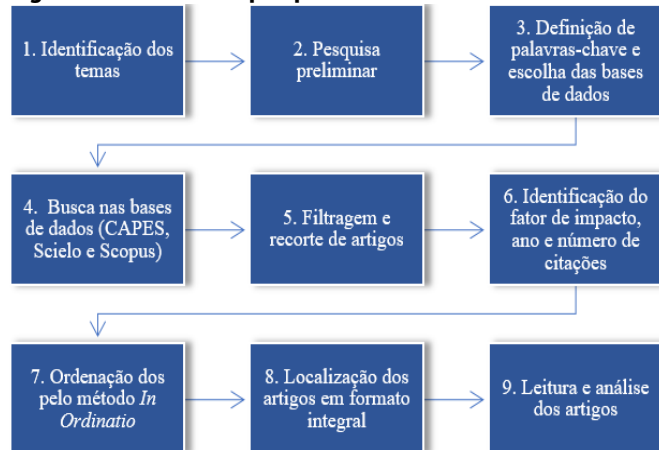 1. Identificação dos
temas
2. Pesquisa
preliminar
3. Definição de
palavras-chave e
escolha das bases
de dados
4. Busca nas bases
de dados (CAPES,
Scielo e Scopus)
5. Filtragem e
recorte de artigos
6. Identificação do
fator de impacto,
ano e número de
citações
7. Ordenação dos
pelo método In
Ordinatio
8. Localização dos
artigos em formato
integral
9. Leitura e análise
dos artigos